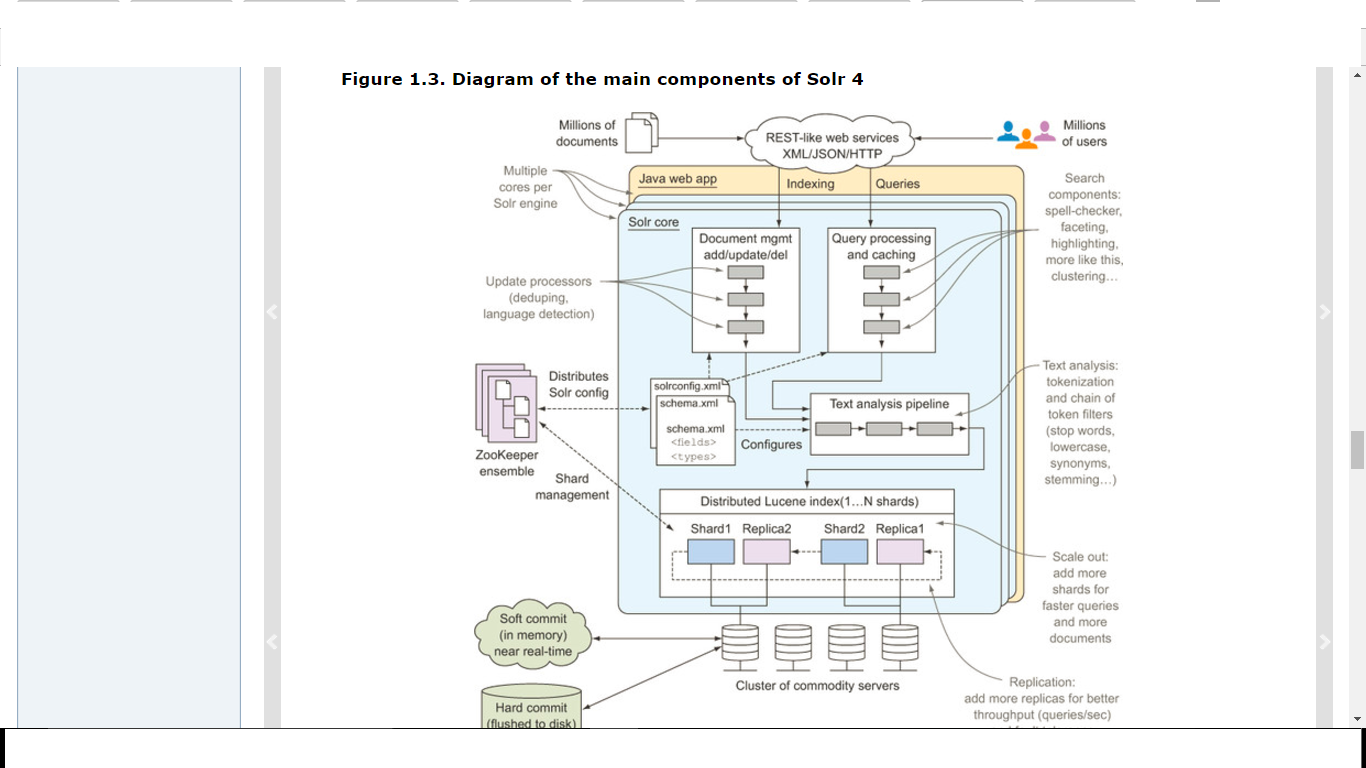 Figure 1.3. Diagram of the main components of Solr 4
Millions of
documents
REST-like web services
XML/JSON/HTTP
Millions
of users
Multiple
cores per
Solr engine
Java web app
Indexing
Queries
Search
components:
spell-checker,
faceting,
highlighting,
more like this,
clustering...
Solr core
Document mgmt
add/update/del
Query processing
and caching
Update processors
(deduping,
language detection)
Distributes
Solr config
solrconfig.xml
schema.xml
schema.xml
<fields>
<types>
Configures
Text analysis pipeline
Text analysis:
tokenization
and chain of
token filters
(stop words,
lowercase,
synonyms,
stemming...)
ZooKeeper
ensemble
Shard
management
Distributed Lucene index(1...N shards)
Shard1
Replica2
Shard2
Replica1
Scale out:
add more
shards for
faster queries
and more
documents
Soft commit
(in memory)
near real-time
Cluster of commodity servers
Hard commit
(flushed to disk)
Replication:
add more replicas for better
throughput (queries/sec)